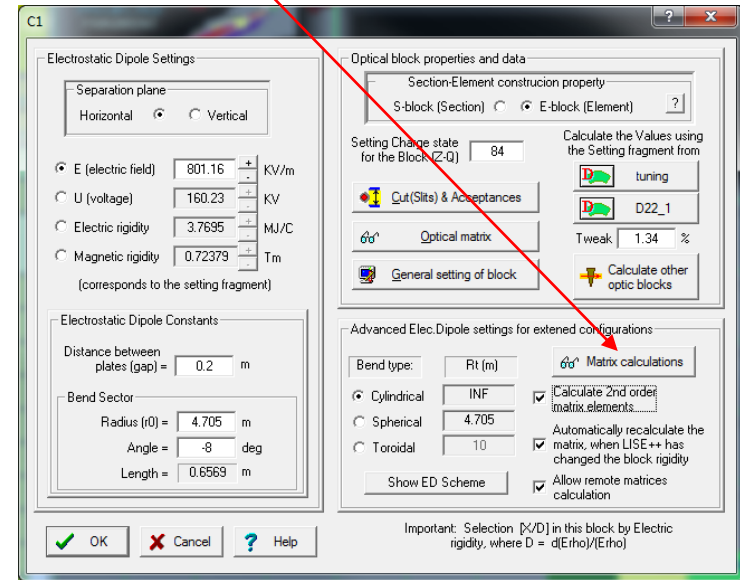 C1
?
X
Electrostatic Dipole Settings
Separation plane
Horizontal
Vertical
E (electric field) 801.16 KV/m
U (voltage) 160.23 KV
Electric rigidity 3.7695 MJ/C
Magnetic rigidity 0.72379 Tm
(corresponds to the setting fragment)
Electrostatic Dipole Constants
Distance between
plates (gap) = 0.2 m
Bend Sector
Radius (r0) = 4.705 m
Angle = -8 deg
Length = 0.6569 m
OK
Cancel
? Help
Optical block properties and data
Section-Element construcion property
S-block (Section)
E-block (Element)
?
Setting Charge state
for the Block (Z-Q) 84
Calculate the Values using
the Setting fragment from
D tuning
D D22_1
Tweak 1.34 %
Cut(Slits) & Acceptances
Optical matrix
General setting of block
Calculate other
optic blocks
Advanced Elec.Dipole settings for extened configurations
Bend type: Rt (m)
Matrix calculations
Cylindrical INF
Spherical 4.705
Toroidal 10
Show ED Scheme
Calculate 2nd order
matrix elements
Automatically recalculate the
matrix, when LISE++ has
changed the block rigidity
Allow remote matrices
calculation
Important: Selection [X/D] in this block by Electric
rigidity, where D = d(Erho)/(Erho)